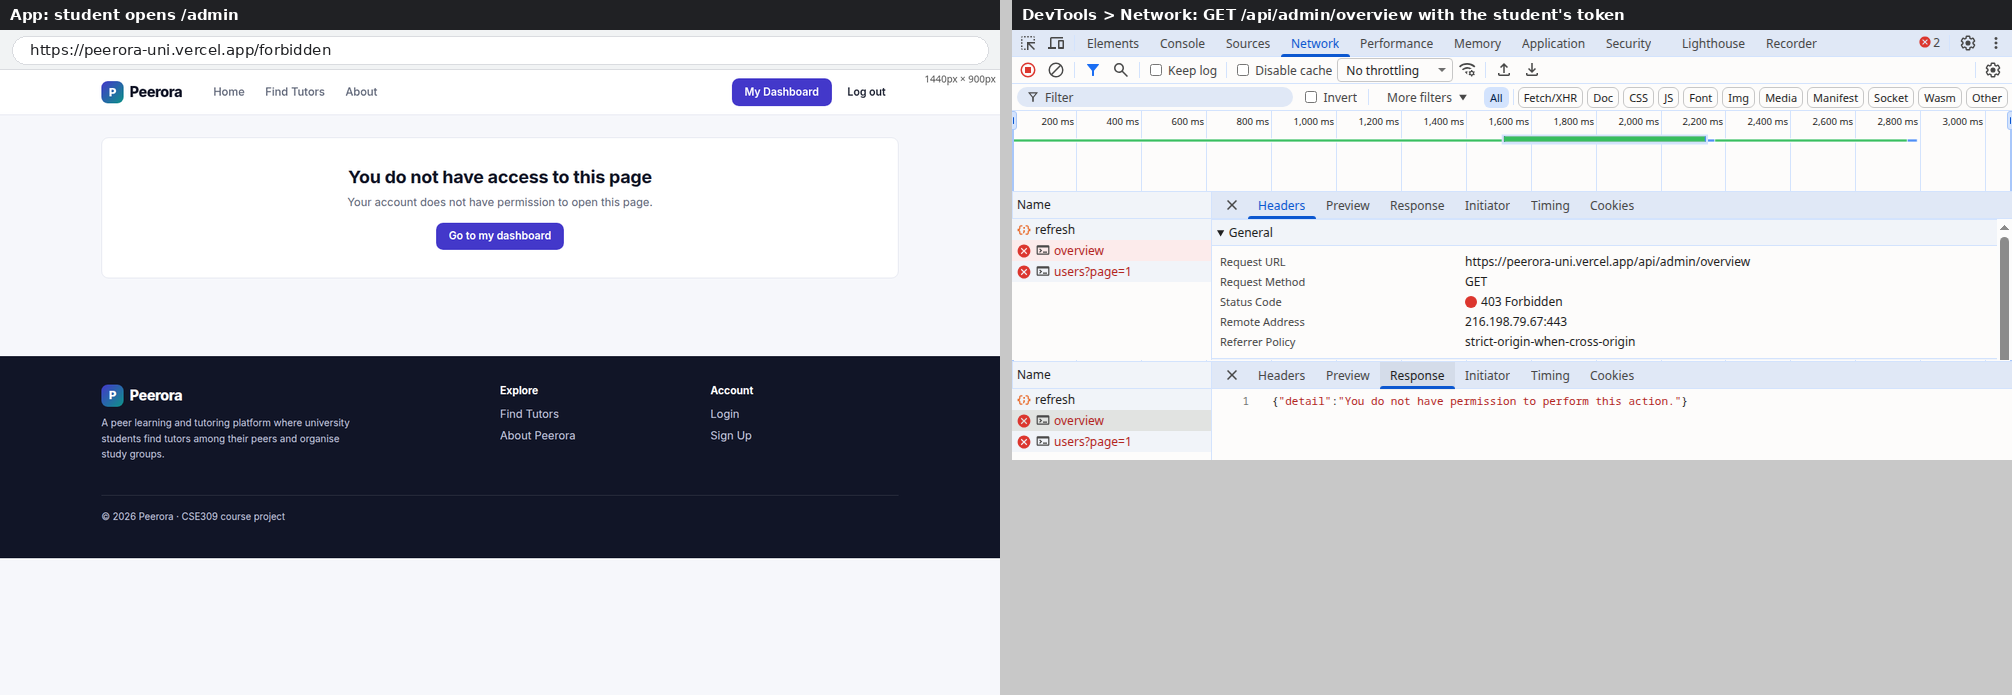 App: student opens /admin
https://peerora-uni.vercel.app/forbidden
1440px × 900px
P Peerora Home Find Tutors About My Dashboard Log out
You do not have access to this page
Your account does not have permission to open this page.
Go to my dashboard
P Peerora
A peer learning and tutoring platform where university
students find tutors among their peers and organise
study groups.
Explore
Find Tutors
About Peerora
Account
Login
Sign Up
© 2026 Peerora · CSE309 course project
DevTools > Network: GET /api/admin/overview with the student's token
Elements Console Sources Network Performance Memory Application Security Lighthouse Recorder 2
Keep log Disable cache No throttling
Filter Invert More filters All Fetch/XHR Doc CSS JS Font Img Media Manifest Socket Wasm Other
200 ms 400 ms 600 ms 800 ms 1,000 ms 1,200 ms 1,400 ms 1,600 ms 1,800 ms 2,000 ms 2,200 ms 2,400 ms 2,600 ms 2,800 ms 3,000 ms
Name
refresh
overview
users?page=1
Headers Preview Response Initiator Timing Cookies
General
Request URL https://peerora-uni.vercel.app/api/admin/overview
Request Method GET
Status Code 403 Forbidden
Remote Address 216.198.79.67:443
Referrer Policy strict-origin-when-cross-origin
Name
refresh
overview
users?page=1
Headers Preview Response Initiator Timing Cookies
1 {"detail":"You do not have permission to perform this action."}